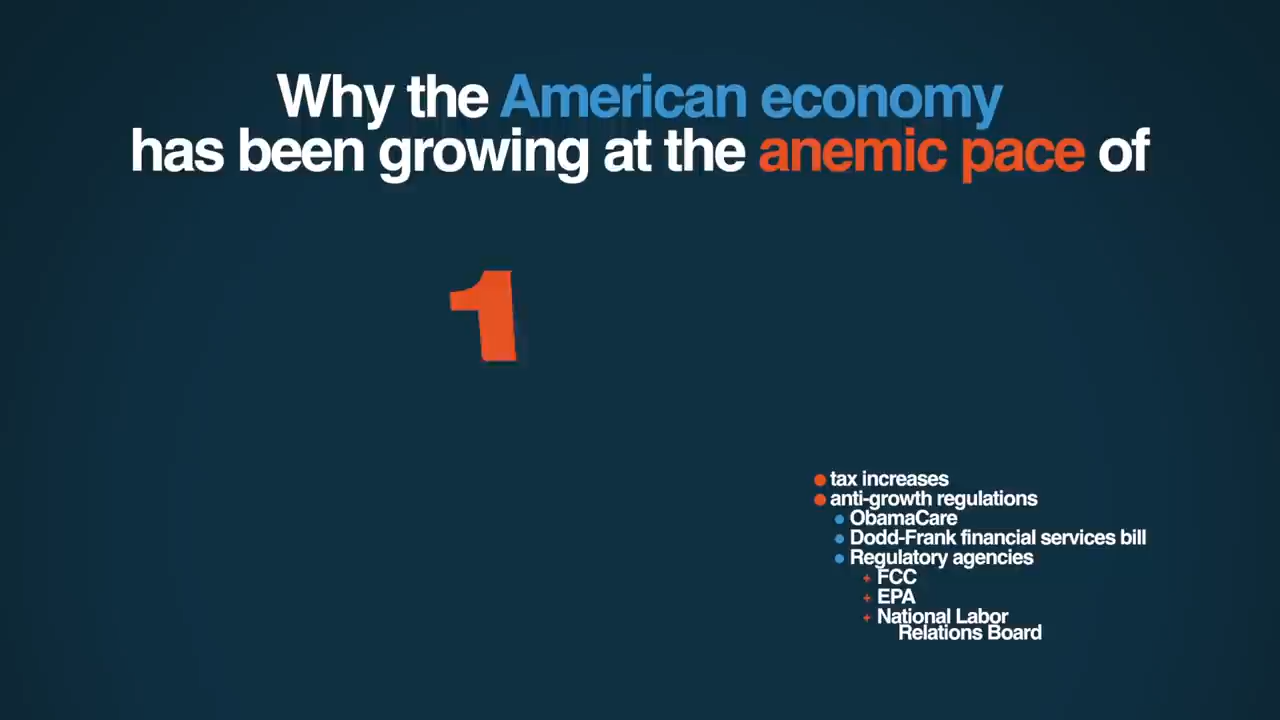 Why the American economy
has been growing at the anemic pace of
1
tax increases
anti-growth regulations
ObamaCare
Dodd-Frank financial services bill
Regulatory agencies
+ FCC
+ EPA
+ National Labor
Relations Board